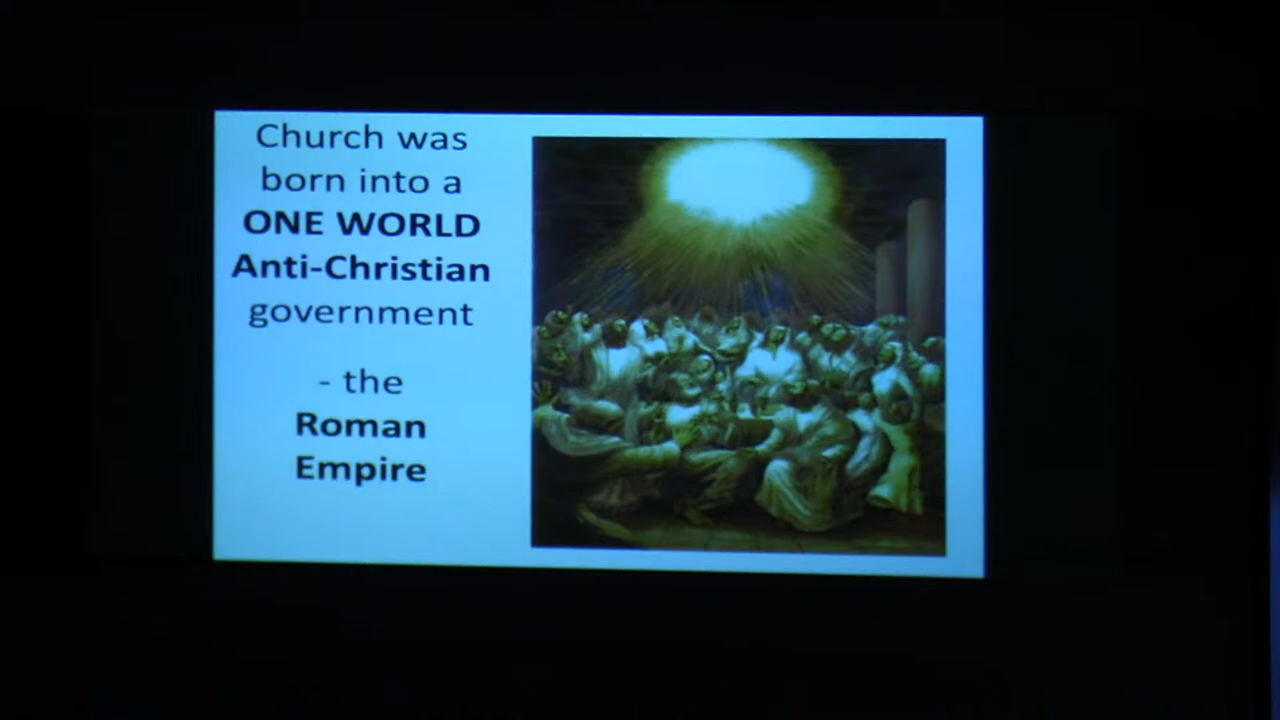 Church was
born into a
ONE WORLD
Anti-Christian
government
- the
Roman
Empire